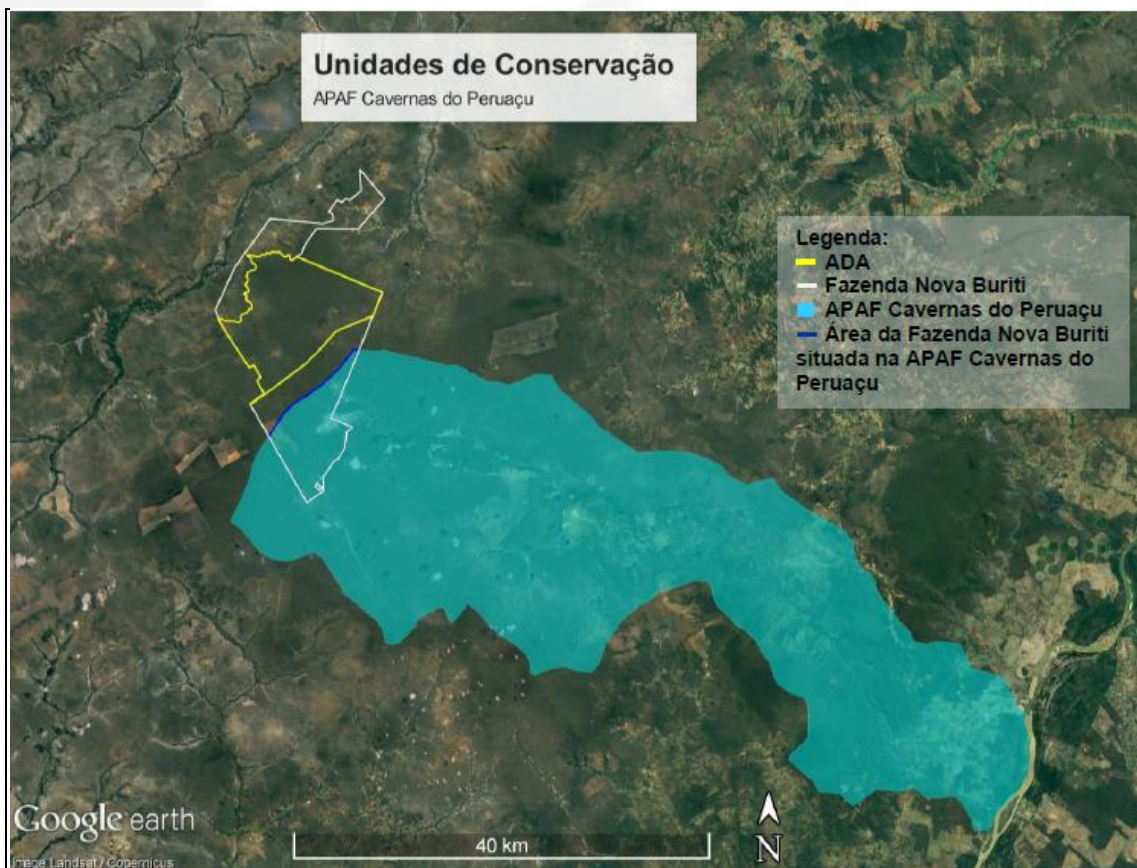 Unidades de Conservação
APAF Cavernas do Peruaçu
Legenda:
ADA
Fazenda Nova Buriti
APAF Cavernas do Peruaçu
Área da Fazenda Nova Buriti
situada na APAF Cavernas do
Peruaçu
Google earth
Image Landsat / Copernicus
40 km
N